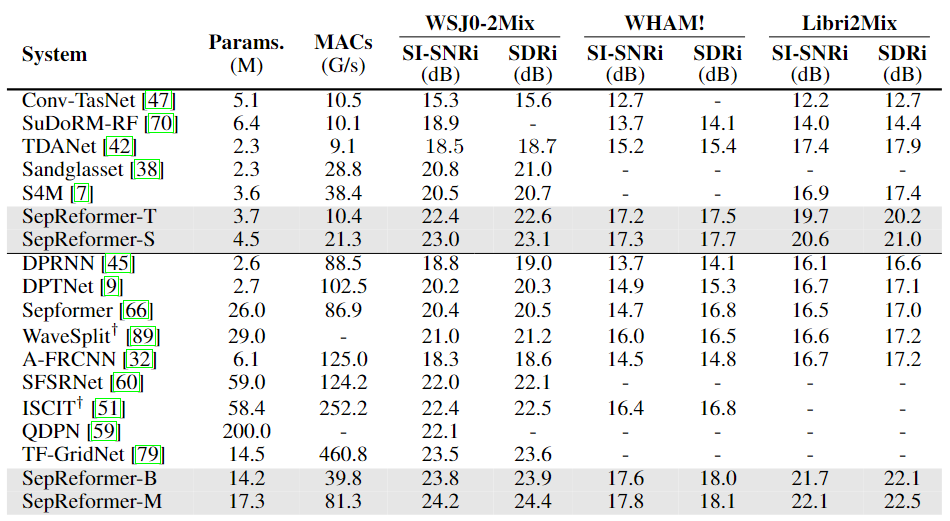 System Params. (M) MACs (G/s) WSJ0-2Mix WHAM! Libri2Mix
SI-SNRi (dB) SDRi (dB) SI-SNRi (dB) SDRi (dB) SI-SNRi (dB) SDRi (dB)
Conv-TasNet [47] 5.1 10.5 15.3 15.6 12.7 - 12.2 12.7
SuDoRM-RF [70] 6.4 10.1 18.9 - 13.7 14.1 14.0 14.4
TDANet [42] 2.3 9.1 18.5 18.7 15.2 15.4 17.4 17.9
Sandglasset [38] 2.3 28.8 20.8 21.0 - - - -
S4M [7] 3.6 38.4 20.5 20.7 - - 16.9 17.4
SepReformer-T 3.7 10.4 22.4 22.6 17.2 17.5 19.7 20.2
SepReformer-S 4.5 21.3 23.0 23.1 17.3 17.7 20.6 21.0
DPRNN [45] 2.6 88.5 18.8 19.0 13.7 14.1 16.1 16.6
DPTNet [9] 2.7 102.5 20.2 20.3 14.9 15.3 16.7 17.1
Sepformer [66] 26.0 86.9 20.4 20.5 14.7 16.8 16.5 17.0
WaveSplit† [89] 29.0 - 21.0 21.2 16.0 16.5 16.6 17.2
A-FRCNN [32] 6.1 125.0 18.3 18.6 14.5 14.8 16.7 17.2
SFSRNet [60] 59.0 124.2 22.0 22.1 - - - -
ISCIT† [51] 58.4 252.2 22.4 22.5 16.4 16.8 - -
QDPN [59] 200.0 - 22.1 - - - - -
TF-GridNet [79] 14.5 460.8 23.5 23.6 - - - -
SepReformer-B 14.2 39.8 23.8 23.9 17.6 18.0 21.7 22.1
SepReformer-M 17.3 81.3 24.2 24.4 17.8 18.1 22.1 22.5